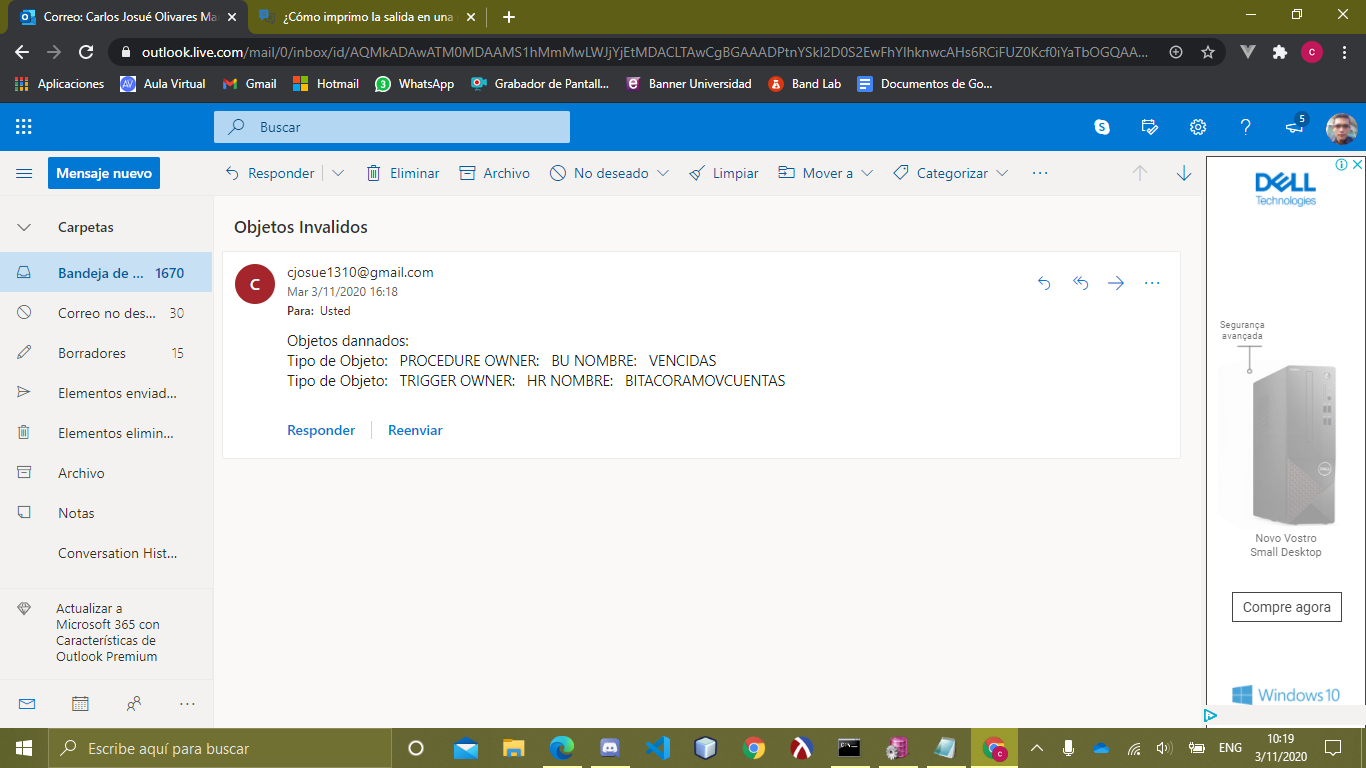 Correo: Carlos Josué Olivares Ma
¿Cómo imprimo la salida en una
outlook.live.com/mail/0/inbox/id/AQMkADAwATM0MDAAMS1hMmMwLWJjYjEtMDACLTAwCgBGAAADPtnYSkI2D0S2EwFhYIhknwcAHs6RCiFUZ0Kcf0iYaTbOGQAA...
C
Aplicaciones
AV
Aula Virtual
Gmail
Hotmail
3
WhatsApp
Grabador de Pantall...
Banner Universidad
Band Lab
Documentos de Go...
Buscar
5
Mensaje nuevo
Responder
Eliminar
Archivo
No deseado
Limpiar
Mover a
Categorizar
Carpetas
Bandeja de ... 1670
Correo no des... 30
Borradores 15
Elementos enviad...
Elementos elimin...
Archivo
Notas
Conversation Hist...
Actualizar a
Microsoft 365 con
Características de
Outlook Premium
Objetos Invalidos
C
cjosue1310@gmail.com
Mar 3/11/2020 16:18
Para: Usted
Objetos dannados:
Tipo de Objeto: PROCEDURE OWNER: BU NOMBRE: VENCIDAS
Tipo de Objeto: TRIGGER OWNER: HR NOMBRE: BITACORAMOVCUENTAS
Responder
Reenviar
DELL
Technologies
Segurança
avançada
Novo Vostro
Small Desktop
Compre agora
Windows 10
Escribe aquí para buscar
ENG
10:19
3/11/2020